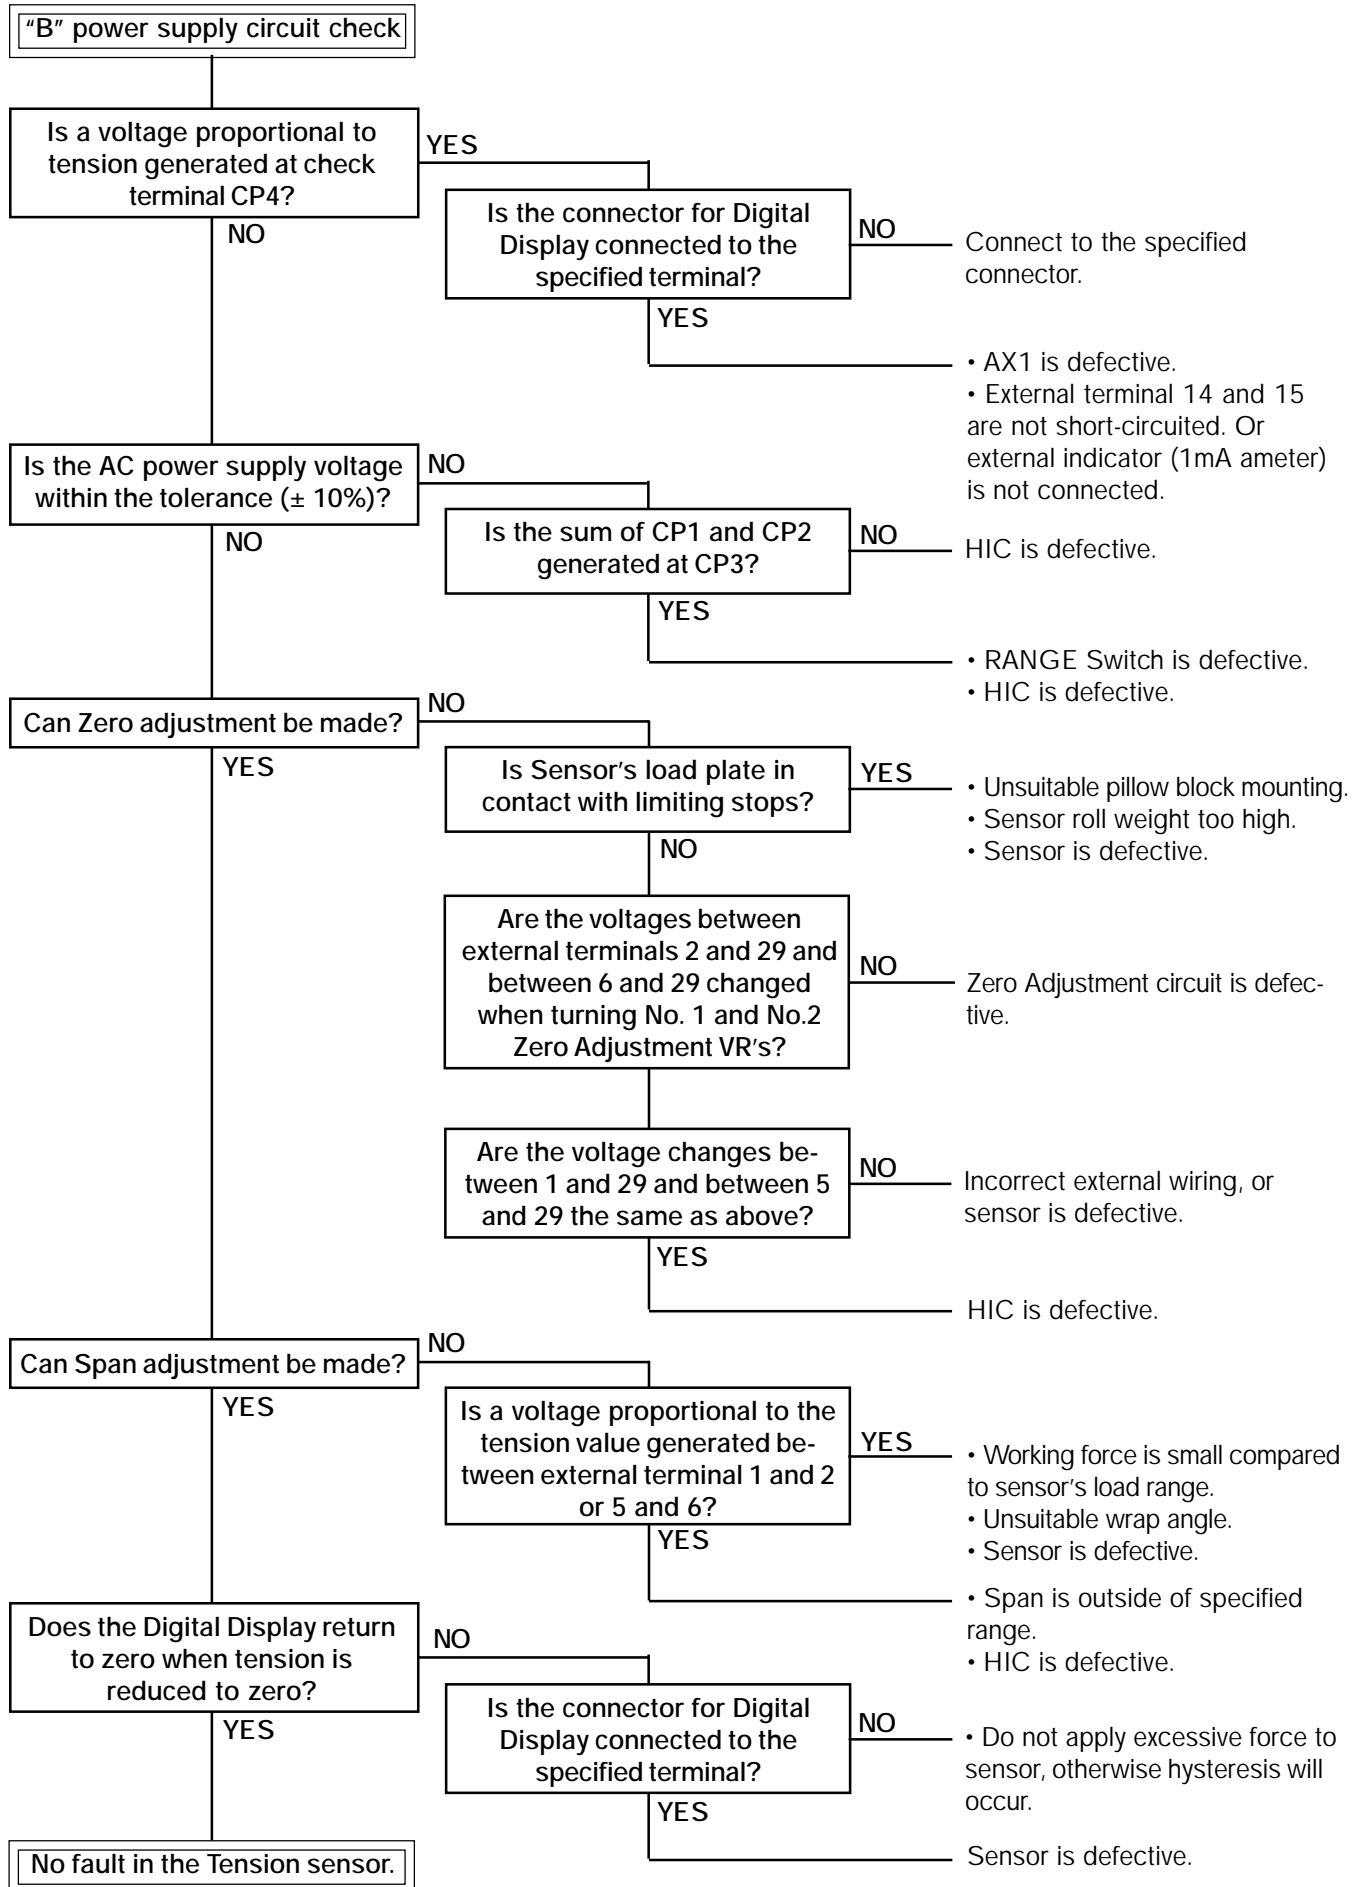 "B" power supply circuit check
Is a voltage proportional to
tension generated at check
terminal CP4?
YES
NO
Is the connector for Digital
Display connected to the
specified terminal?
NO
Connect to the specified
connector.
YES
• AX1 is defective.
• External terminal 14 and 15
are not short-circuited. Or
external indicator (1mA ameter)
is not connected.
Is the AC power supply voltage
within the tolerance (± 10%)?
NO
NO
Is the sum of CP1 and CP2
generated at CP3?
NO
HIC is defective.
YES
• RANGE Switch is defective.
• HIC is defective.
Can Zero adjustment be made?
NO
YES
Is Sensor's load plate in
contact with limiting stops?
YES
• Unsuitable pillow block mounting.
• Sensor roll weight too high.
• Sensor is defective.
NO
Are the voltages between
external terminals 2 and 29 and
between 6 and 29 changed
when turning No. 1 and No.2
Zero Adjustment VR's?
NO
Zero Adjustment circuit is defec-
tive.
Are the voltage changes be-
tween 1 and 29 and between 5
and 29 the same as above?
NO
Incorrect external wiring, or
sensor is defective.
YES
HIC is defective.
Can Span adjustment be made?
NO
YES
Is a voltage proportional to the
tension value generated be-
tween external terminal 1 and 2
or 5 and 6?
YES
• Working force is small compared
to sensor's load range.
• Unsuitable wrap angle.
• Sensor is defective.
YES
• Span is outside of specified
range.
• HIC is defective.
Does the Digital Display return
to zero when tension is
reduced to zero?
NO
YES
Is the connector for Digital
Display connected to the
specified terminal?
NO
• Do not apply excessive force to
sensor, otherwise hysteresis will
occur.
YES
Sensor is defective.
No fault in the Tension sensor.